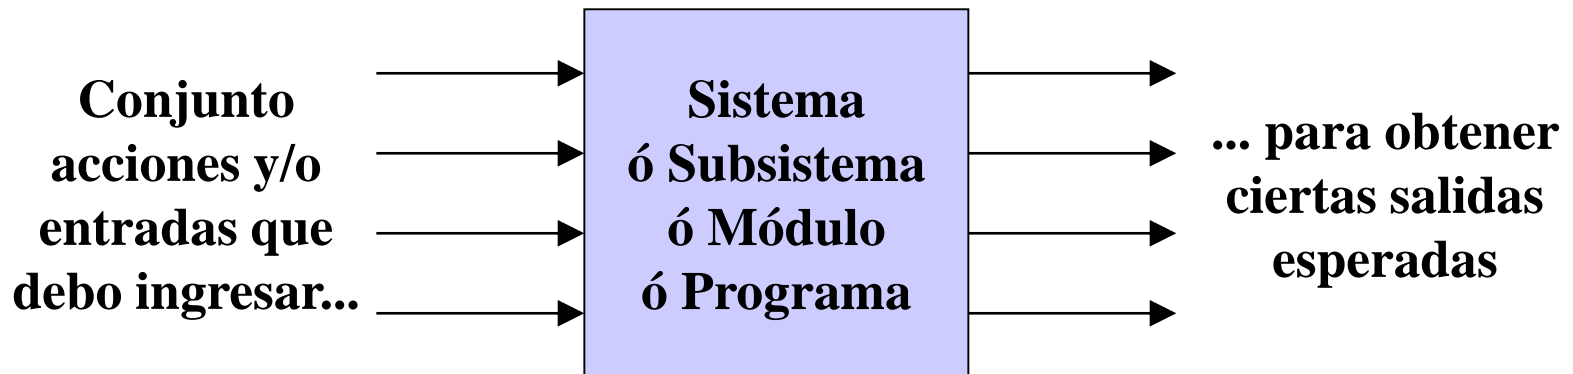 Conjunto
acciones y/o
entradas que
debo ingresar...
Sistema
ó Subsistema
ó Módulo
ó Programa
... para obtener
ciertas salidas
esperadas